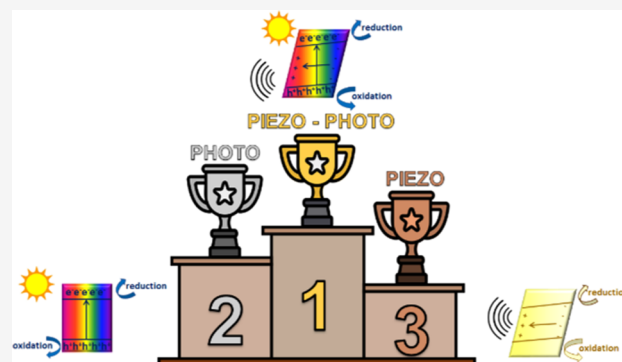 reduction
e⁻e⁻e⁻e⁻e⁻
h⁺h⁺h⁺h⁺h⁺
oxidation
PIEZO - PHOTO
PHOTO
PIEZO
1
2
3
reduction
e⁻e⁻e⁻e⁻e⁻
oxidation
h⁺h⁺h⁺h⁺h⁺
reduction
oxidation